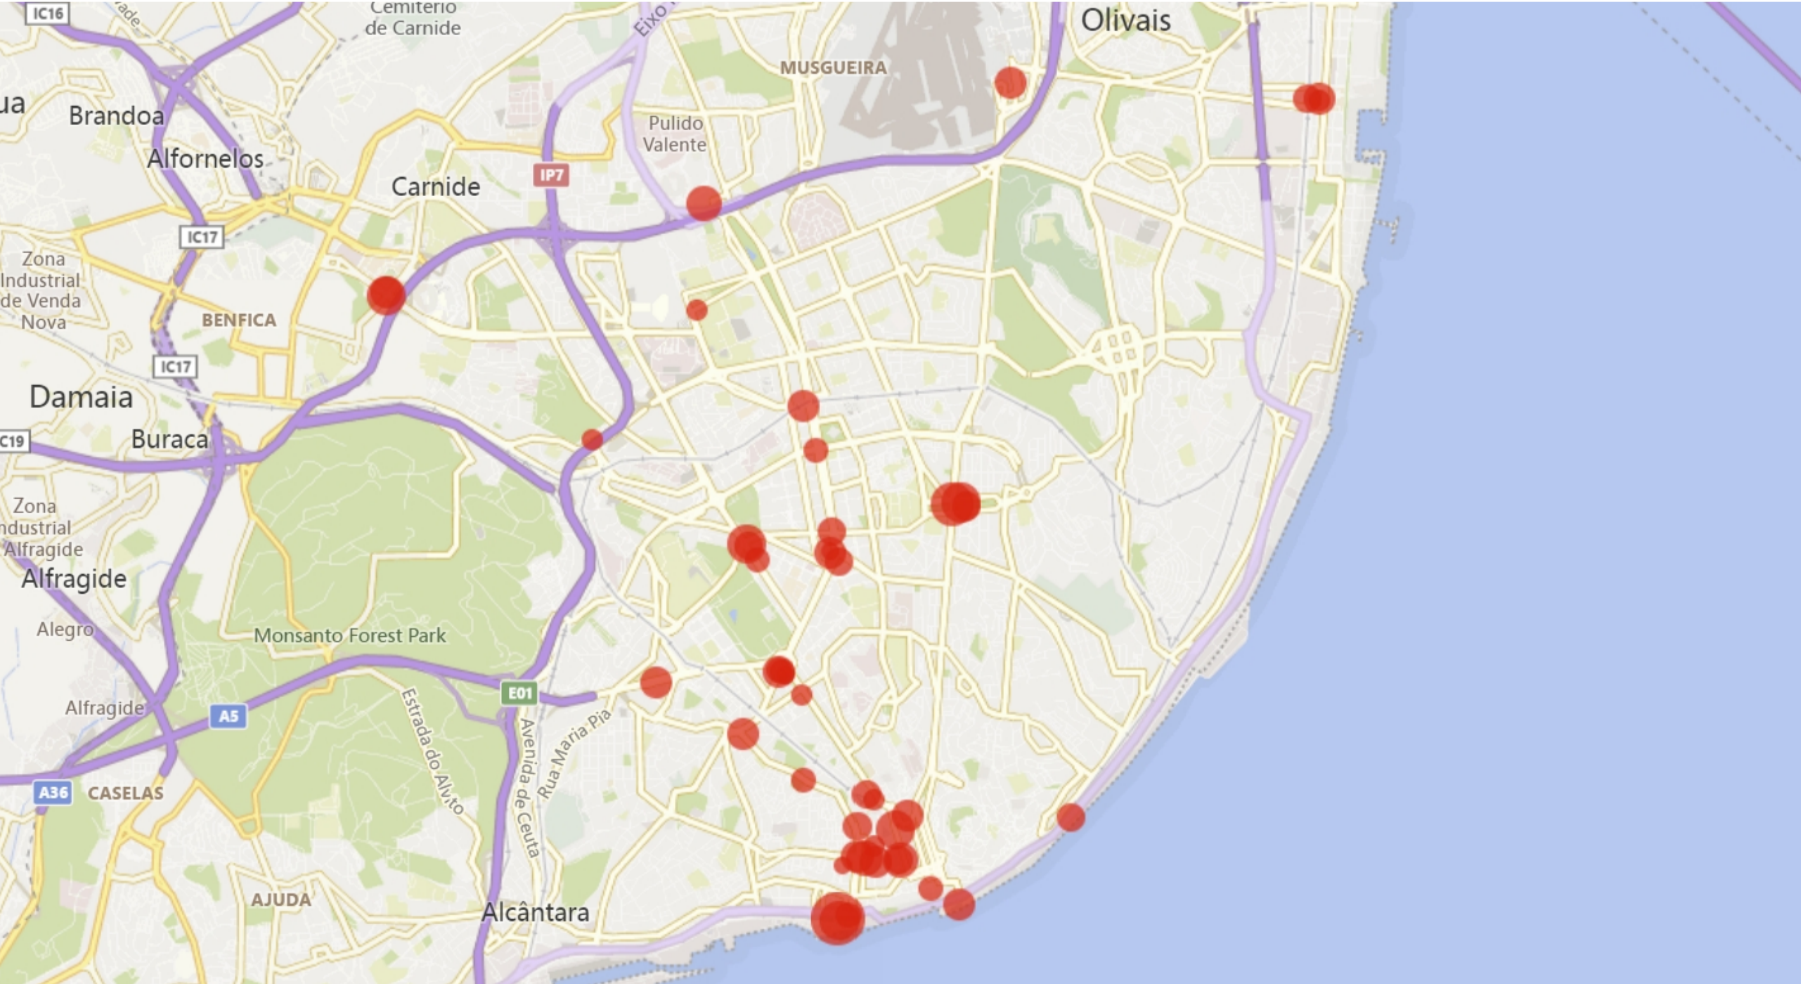 IC16
Cemitério
de Carnide
Olivais
MUSGUEIRA
Brandoa
Pulido
Valente
Alfornelos
IP7
Carnide
IC17
Zona
Industrial
de Venda
Nova
BENFICA
IC17
Damaia
Buraca
C19
Zona
ndustrial
Alfragide
Alfragide
Alegro
Monsanto Forest Park
E01
Alfragide
A5
Estrada do Alvito
Avenida de Ceuta
Rua Maria Pia
A36
CASELAS
AJUDA
Alcântara